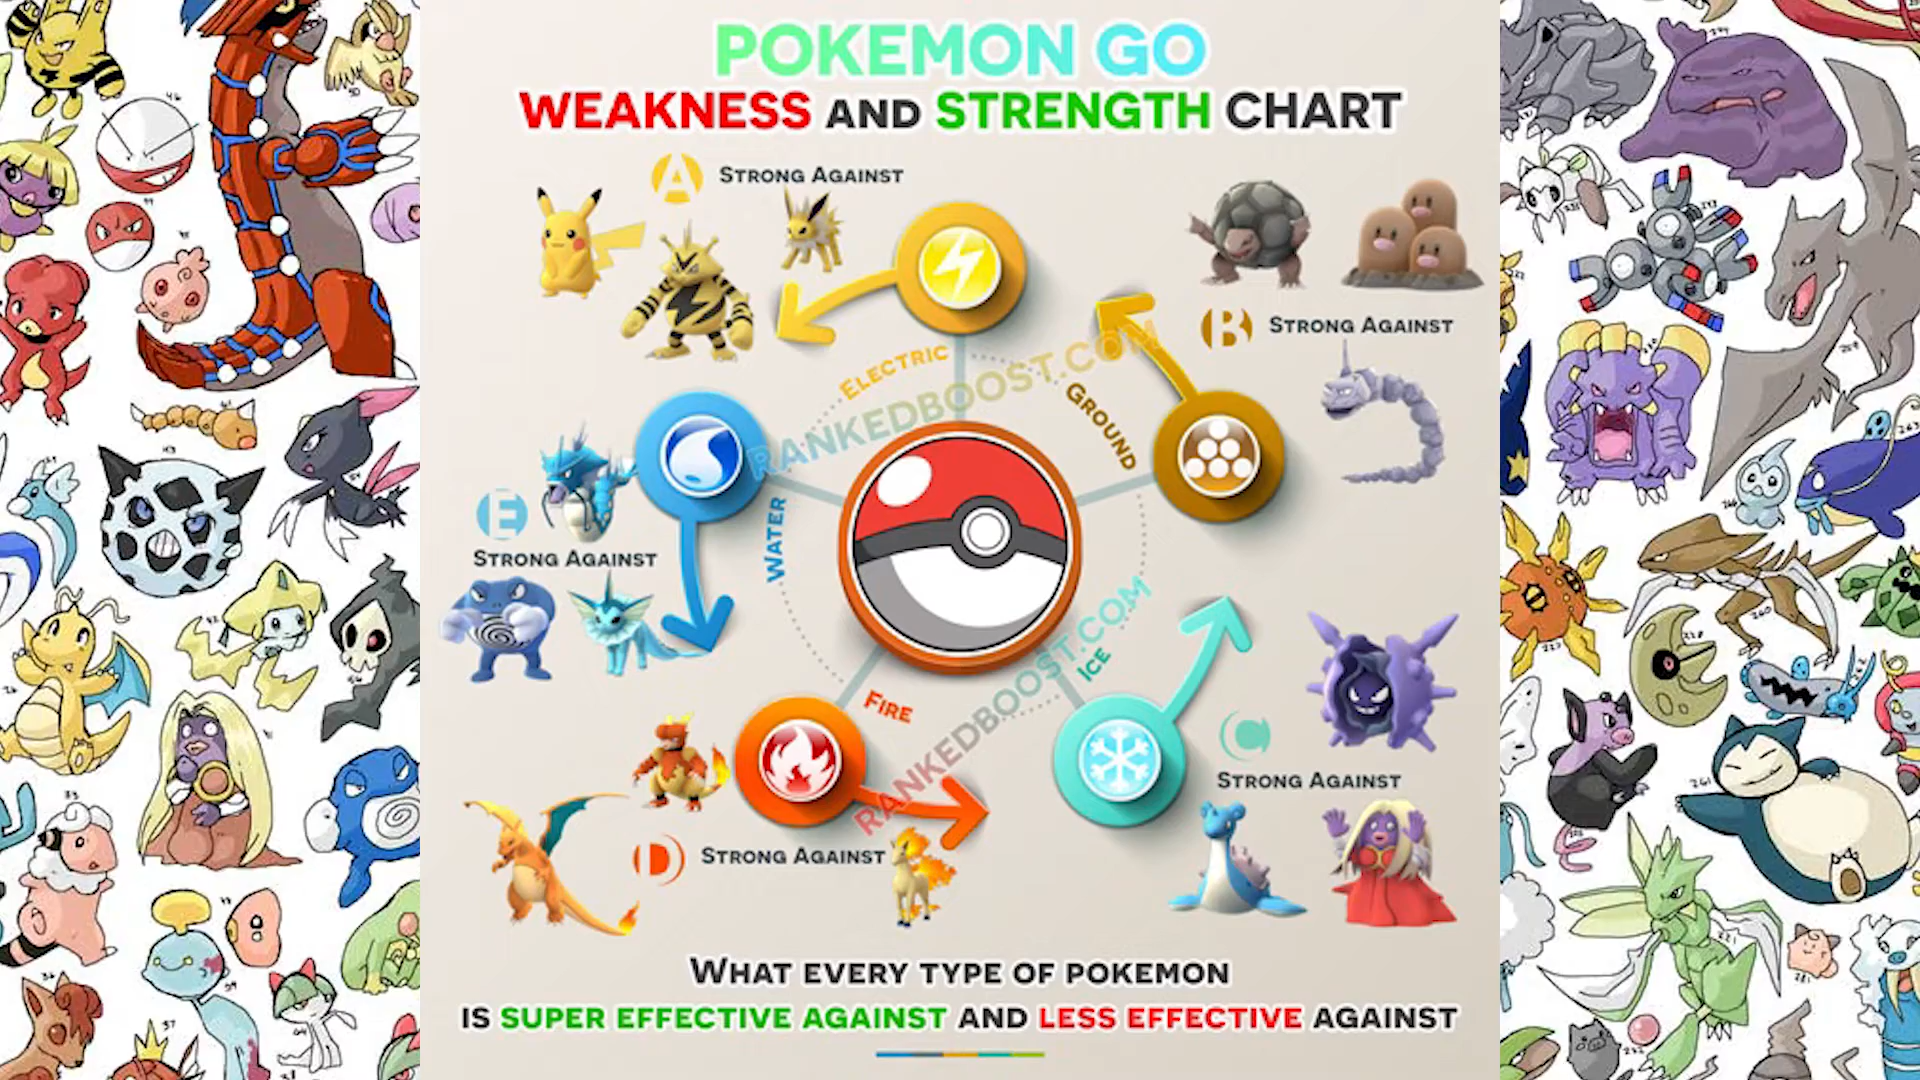 POKEMON GO
WEAKNESS AND STRENGTH CHART
A STRONG AGAINST
B STRONG AGAINST
ELECTRIC
GROUND
RANKEDBOOST.COM
E
STRONG AGAINST
WATER
ICE
FIRE
RANKEDBOOST.COM
C
STRONG AGAINST
D STRONG AGAINST
WHAT EVERY TYPE OF POKEMON
IS SUPER EFFECTIVE AGAINST AND LESS EFFECTIVE AGAINST